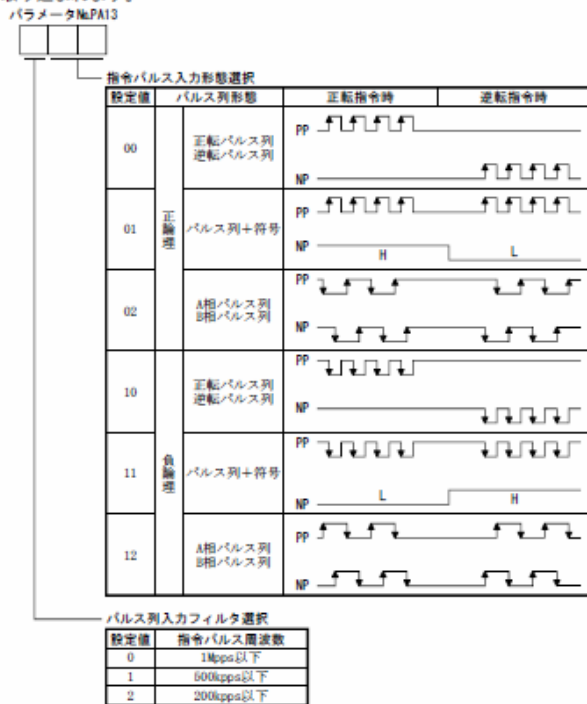 パラメータNo.PA13
指令パルス入力形態選択
設定値 パルス列形態 正転指令時 逆転指令時
正論理
00 正転パルス列
逆転パルス列
PP
NP
01 パルス列+符号
PP
NP H L
02 A相パルス列
B相パルス列
PP
NP
負論理
10 正転パルス列
逆転パルス列
PP
NP
11 パルス列+符号
PP
NP L H
12 A相パルス列
B相パルス列
PP
NP
パルス列入力フィルタ選択
設定値 指令パルス周波数
0 1Mpps以下
1 500kpps以下
2 200kpps以下